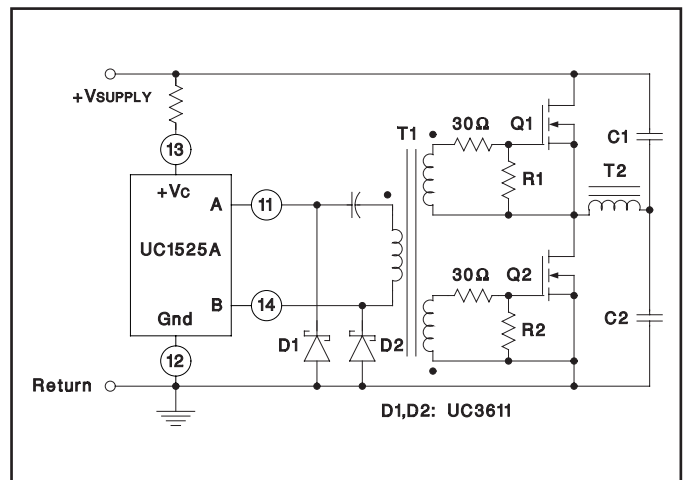 +VSUPPLY
13
+VC
A
11
UC1525A
B
14
Gnd
12
Return
D1
D2
T1
30Ω
Q1
R1
C1
T2
30Ω
Q2
R2
C2
D1,D2: UC3611